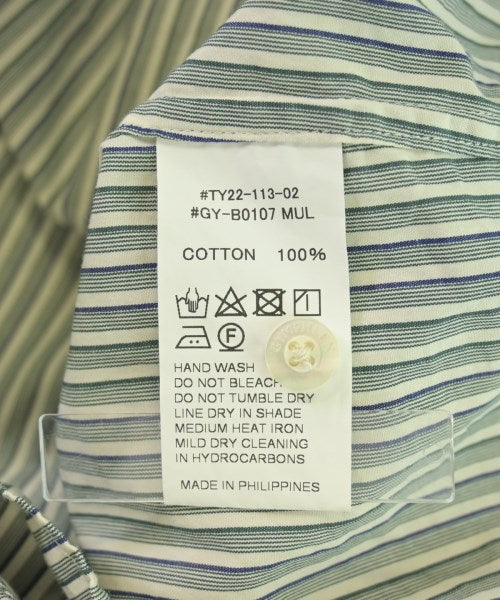 #TY22-113-02
#GY-B0107 MUL
COTTON 100%
HAND WASH
DO NOT BLEACH
DO NOT TUMBLE DRY
LINE DRY IN SHADE
MEDIUM HEAT IRON
MILD DRY CLEANING
IN HYDROCARBONS
MADE IN PHILIPPINES
F